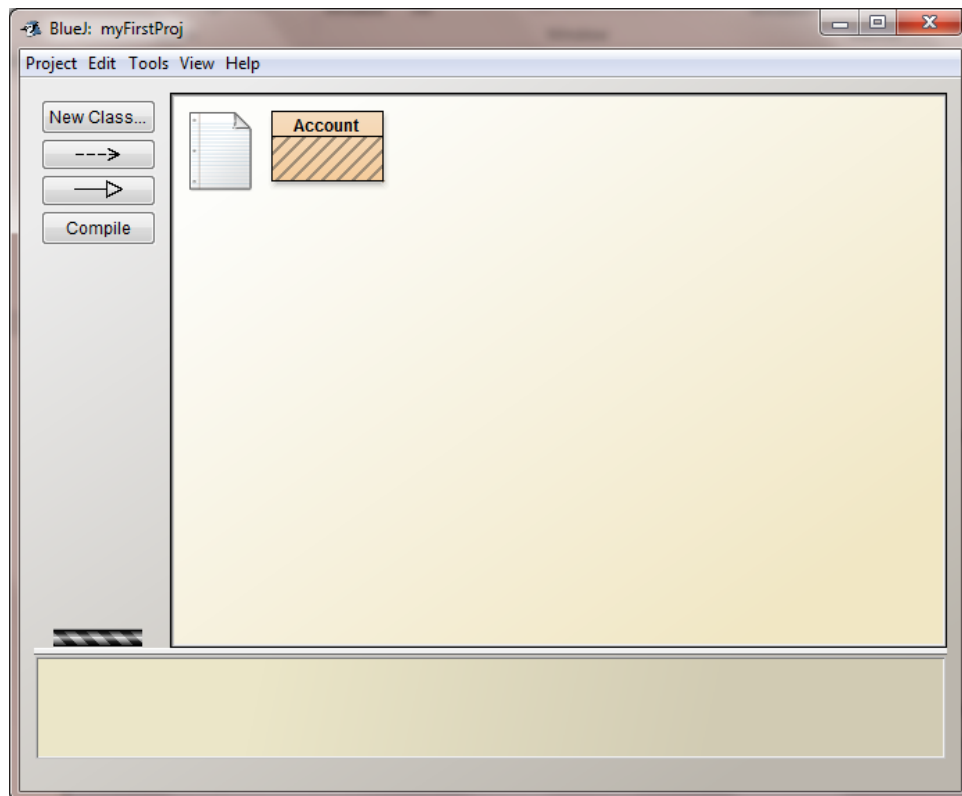 BlueJ: myFirstProj
Project Edit Tools View Help
New Class...
Account
Compile